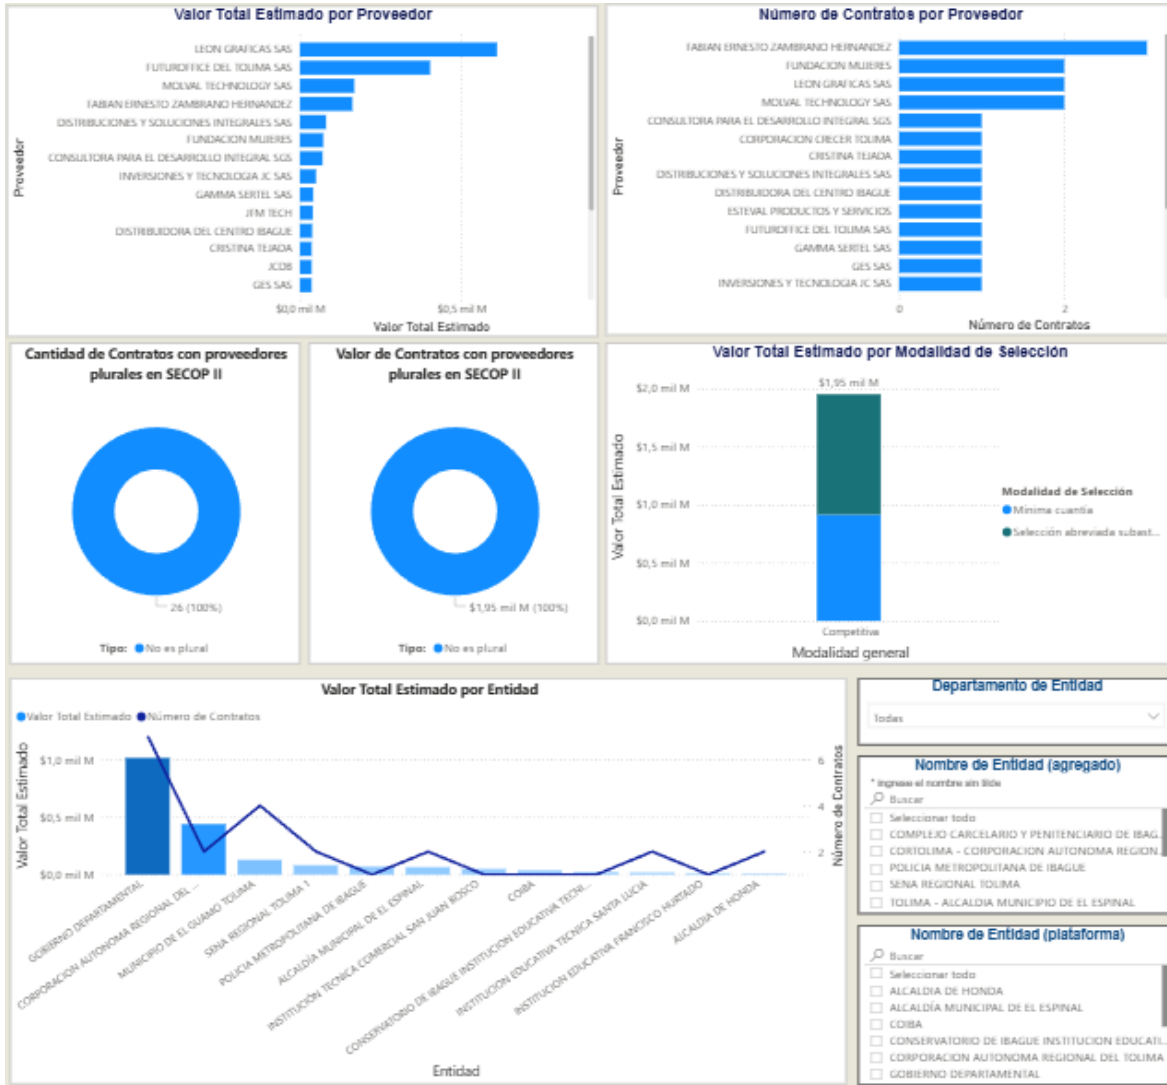 Valor Total Estimado por Proveedor
Proveedor
LEON GRAFICAS SAS
FUTUROFFICE DEL TOLIMA SAS
MOLVAL TECHNOLOGY SAS
FABIAN ERNESTO ZAMBRANO HERNANDEZ
DISTRIBUCIONES Y SOLUCIONES INTEGRALES SAS
FUNDACION MUJERES
CONSULTORA PARA EL DESARROLLO INTEGRAL SGS
INVERSIONES Y TECNOLOGIA JC SAS
GAMMA SERTEL SAS
JFM TECH
DISTRIBUIDORA DEL CENTRO IBAGUE
CRISTINA TEJADA
JCDB
GES SAS
$0,0 mil M
$0,5 mil M
Valor Total Estimado
Número de Contratos por Proveedor
Proveedor
FABIAN ERNESTO ZAMBRANO HERNANDEZ
FUNDACION MUJERES
LEON GRAFICAS SAS
MOLVAL TECHNOLOGY SAS
CONSULTORA PARA EL DESARROLLO INTEGRAL SGS
CORPORACION CRECER TOLIMA
CRISTINA TEJADA
DISTRIBUCIONES Y SOLUCIONES INTEGRALES SAS
DISTRIBUIDORA DEL CENTRO IBAGUE
ESTEVAL PRODUCTOS Y SERVICIOS
FUTUROFFICE DEL TOLIMA SAS
GAMMA SERTEL SAS
GES SAS
INVERSIONES Y TECNOLOGIA JC SAS
0
2
Número de Contratos
Cantidad de Contratos con proveedores
plurales en SECOP II
26 (100%)
Tipo: No es plural
Valor de Contratos con proveedores
plurales en SECOP II
$1,95 mil M (100%)
Tipo: No es plural
Valor Total Estimado por Modalidad de Selección
Valor Total Estimado
$2,0 mil M
$1,5 mil M
$1,0 mil M
$0,5 mil M
$0,0 mil M
$1,95 mil M
Competitiva
Modalidad general
Modalidad de Selección
Mínima cuantía
Selección abreviada subast...
Valor Total Estimado por Entidad
Valor Total Estimado Número de Contratos
Valor Total Estimado
$1,0 mil M
$0,5 mil M
$0,0 mil M
6
4
2
Número de Contratos
GOBIERNO DEPARTAMENTAL
CORPORACION AUTONOMA REGIONAL DEL ...
MUNICIPIO DE EL GUAMO TOLIMA
SENA REGIONAL TOLIMA 1
POLICIA METROPOLITANA DE IBAGUE
ALCALDÍA MUNICIPAL DE EL ESPINAL
INSTITUCIÓN TECNICA COMERCIAL SAN JUAN BOSCO
COIBA
CONSERVATORIO DE IBAGUE INSTITUCION EDUCATIVA TECNI...
INSTITUCION EDUCATIVA TECNICA SANTA LUCIA
INSTITUCION EDUCATIVA FRANCISCO HURTADO
ALCALDIA DE HONDA
Entidad
Departamento de Entidad
Todas
Nombre de Entidad (agregado)
* Ingrese el nombre sin tilde
Buscar
Seleccionar todo
COMPLEJO CARCELARIO Y PENITENCIARIO DE IBAG...
CORTOLIMA - CORPORACION AUTONOMA REGION...
POLICIA METROPOLITANA DE IBAGUE
SENA REGIONAL TOLIMA
TOLIMA - ALCALDIA MUNICIPIO DE EL ESPINAL
Nombre de Entidad (plataforma)
Buscar
Seleccionar todo
ALCALDIA DE HONDA
ALCALDÍA MUNICIPAL DE EL ESPINAL
COIBA
CONSERVATORIO DE IBAGUE INSTITUCION EDUCATI...
CORPORACION AUTONOMA REGIONAL DEL TOLIMA
GOBIERNO DEPARTAMENTAL